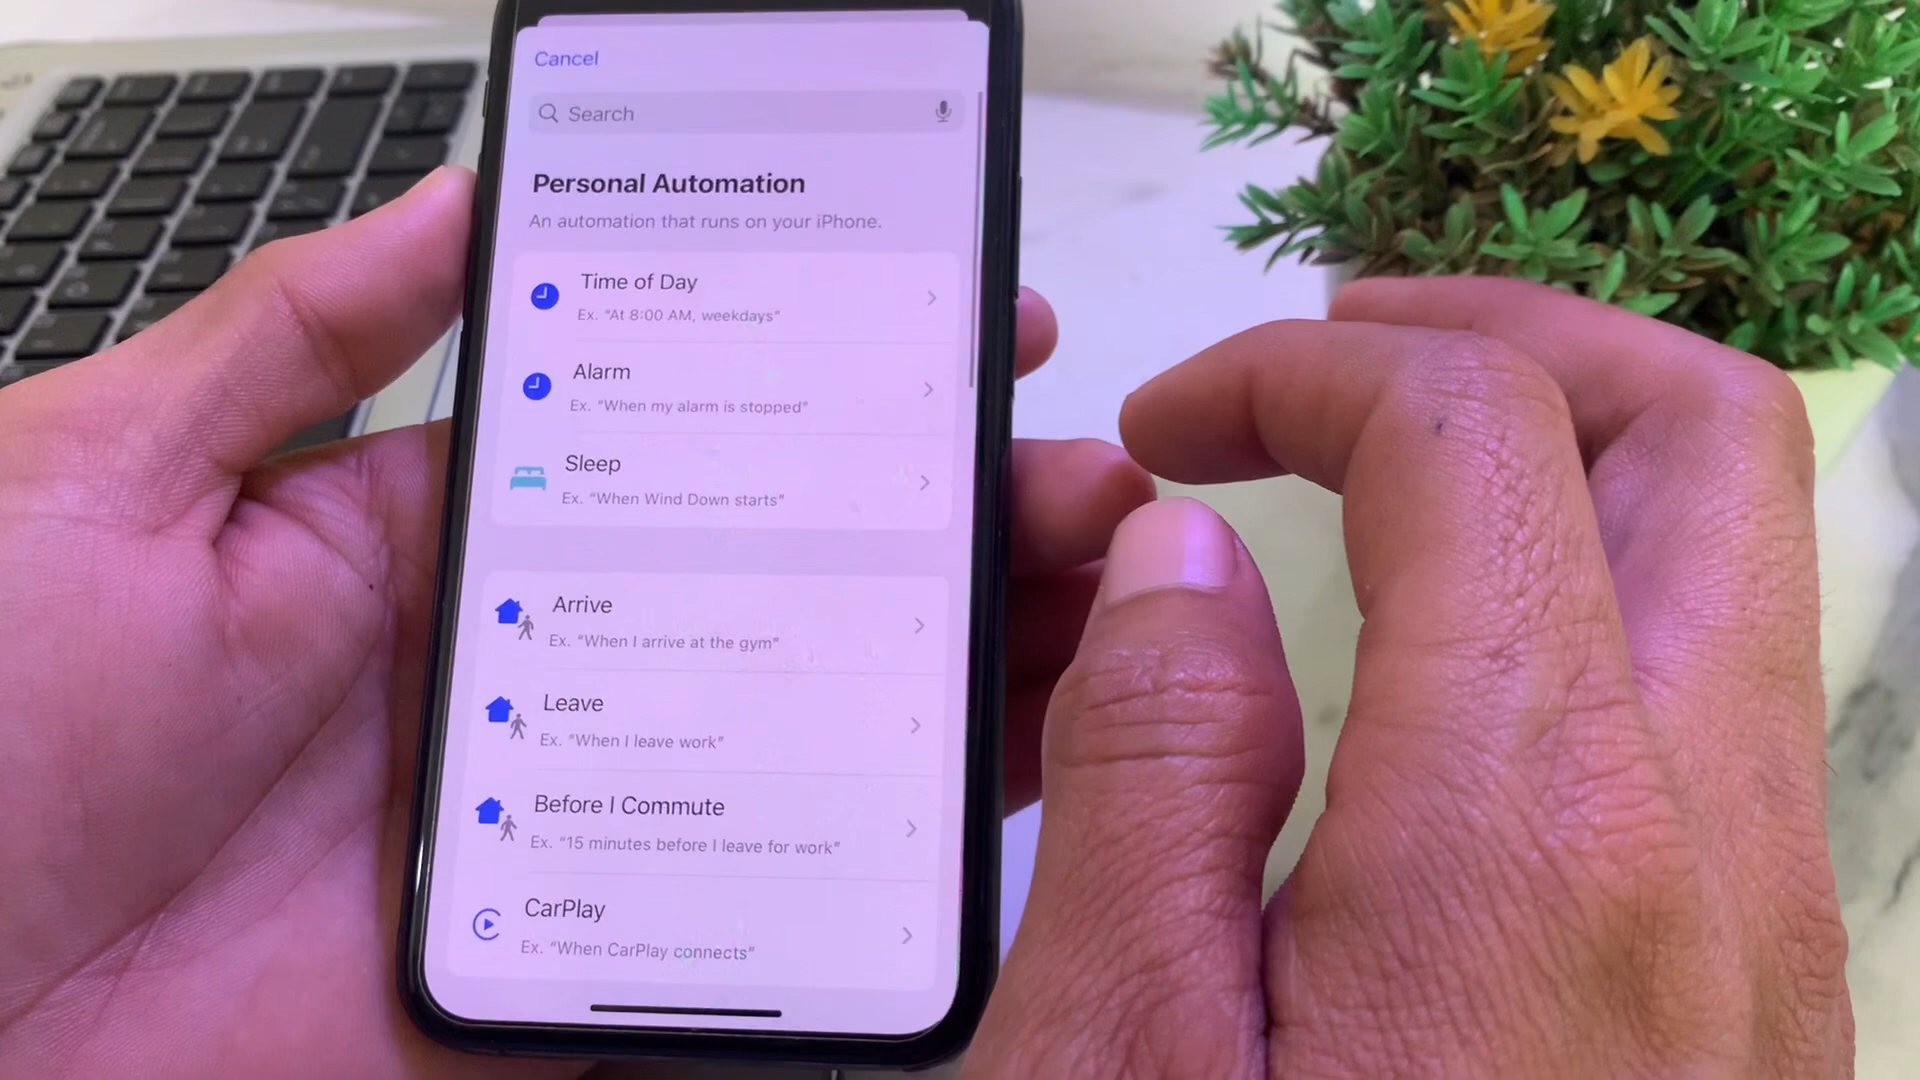 Cancel
Search
Personal Automation
An automation that runs on your iPhone.
Time of Day
Ex. “At 8:00 AM, weekdays”
Alarm
Ex. “When my alarm is stopped”
Sleep
Ex. “When Wind Down starts”
Arrive
Ex. “When I arrive at the gym”
Leave
Ex. “When I leave work”
Before I Commute
Ex. “15 minutes before I leave for work”
CarPlay
Ex. “When CarPlay connects”